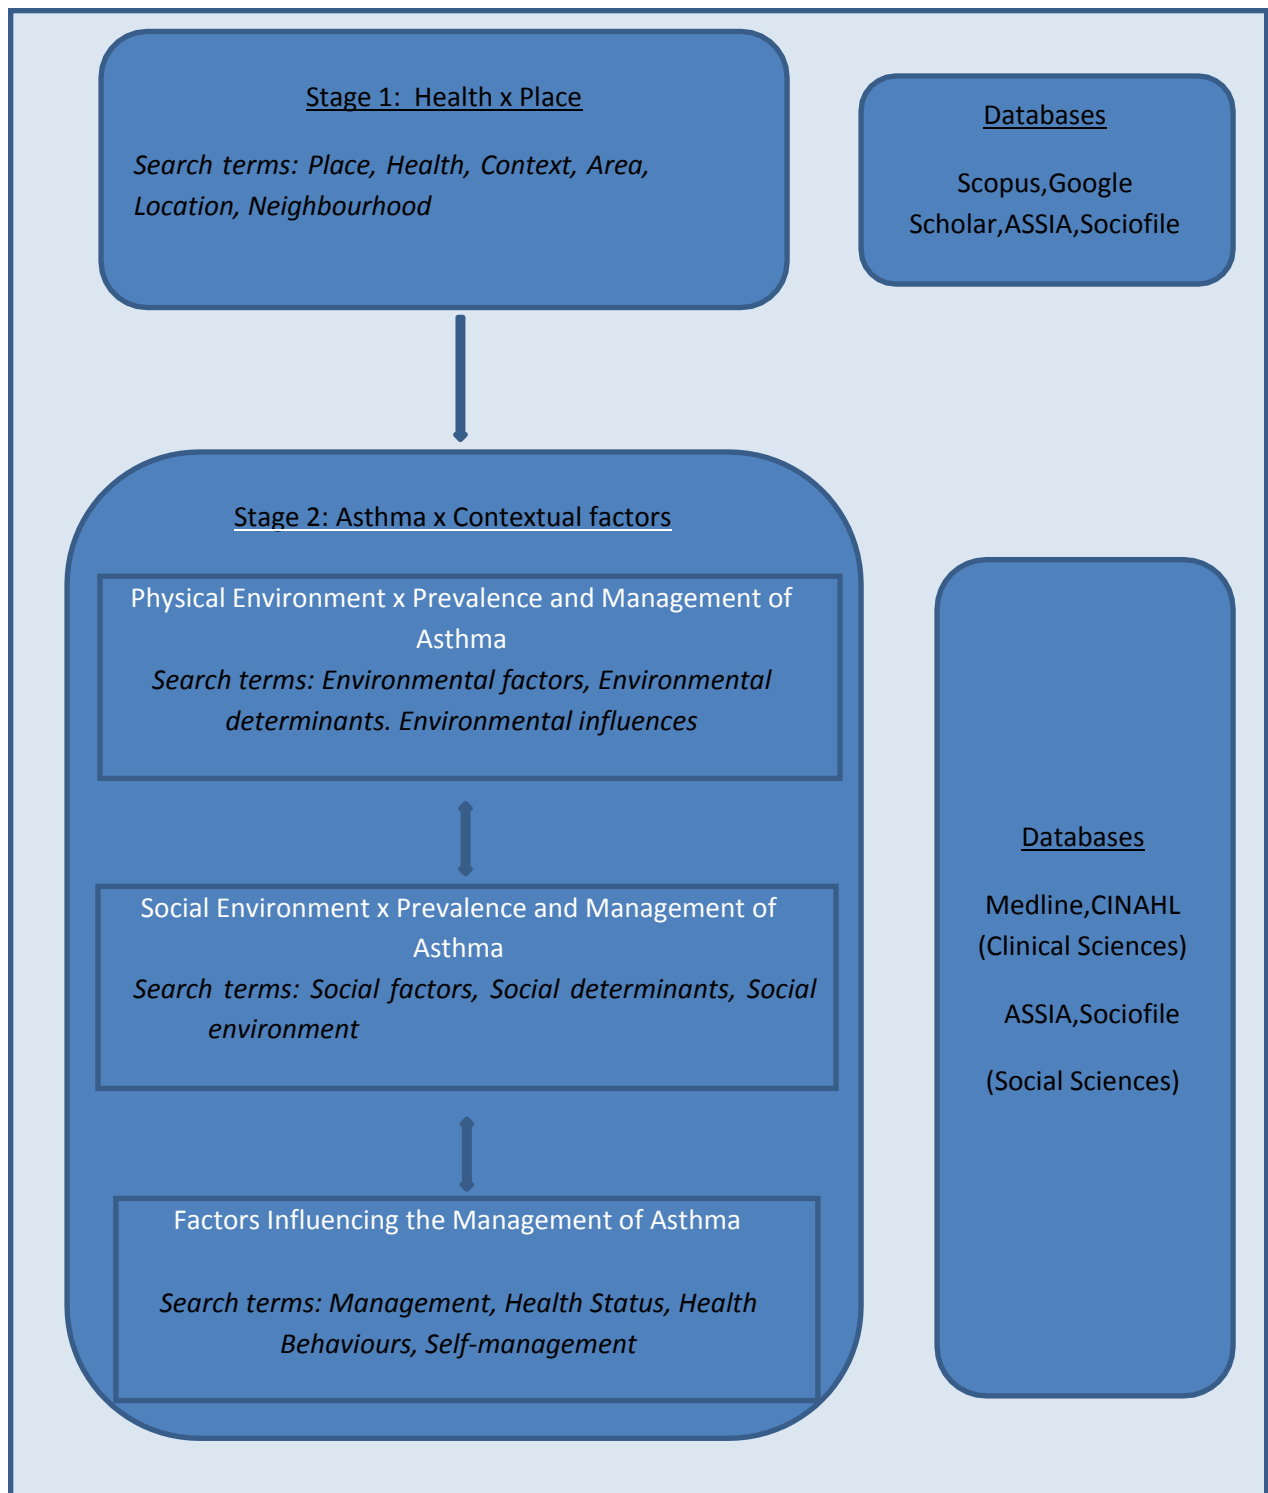 Stage 1:  Health x Place
Search terms: Place, Health, Context, Area,
Location, Neighbourhood
Databases
Scopus,Google
Scholar,ASSIA,Sociofile
Stage 2: Asthma x Contextual factors
Physical Environment x Prevalence and Management of
Asthma
Search terms: Environmental factors, Environmental
determinants. Environmental influences
Social Environment x Prevalence and Management of
Asthma
Search terms: Social factors, Social determinants, Social
environment
Factors Influencing the Management of Asthma
Search terms: Management, Health Status, Health
Behaviours, Self-management
Databases
Medline,CINAHL
(Clinical Sciences)
ASSIA,Sociofile
(Social Sciences)